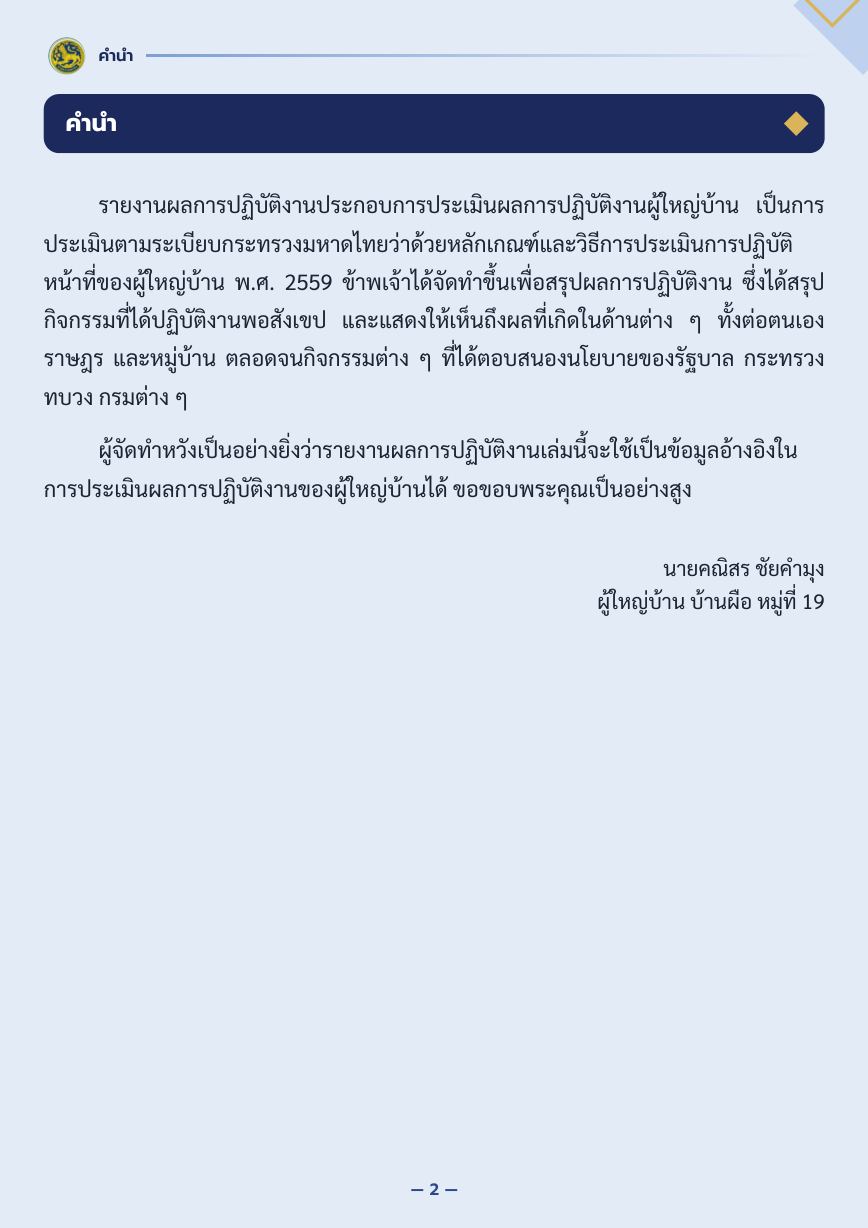 คำนำ
คำนำ
รายงานผลการปฏิบัติงานประกอบการประเมินผลการปฏิบัติงานผู้ใหญ่บ้าน เป็นการ
ประเมินตามระเบียบกระทรวงมหาดไทยว่าด้วยหลักเกณฑ์และวิธีการประเมินการปฏิบัติ
หน้าที่ของผู้ใหญ่บ้าน พ.ศ. 2559 ข้าพเจ้าได้จัดทำขึ้นเพื่อสรุปผลการปฏิบัติงาน ซึ่งได้สรุป
กิจกรรมที่ได้ปฏิบัติงานพอสังเขป และแสดงให้เห็นถึงผลที่เกิดในด้านต่าง ๆ ทั้งต่อตนเอง
ราษฎร และหมู่บ้าน ตลอดจนกิจกรรมต่าง ๆ ที่ได้ตอบสนองนโยบายของรัฐบาล กระทรวง
ทบวง กรมต่าง ๆ
ผู้จัดทำหวังเป็นอย่างยิ่งว่ารายงานผลการปฏิบัติงานเล่มนี้จะใช้เป็นข้อมูลอ้างอิงใน
การประเมินผลการปฏิบัติงานของผู้ใหญ่บ้านได้ ขอขอบพระคุณเป็นอย่างสูง
นายคณิสร ชัยคำมุง
ผู้ใหญ่บ้าน บ้านผือ หมู่ที่ 19
— 2 —